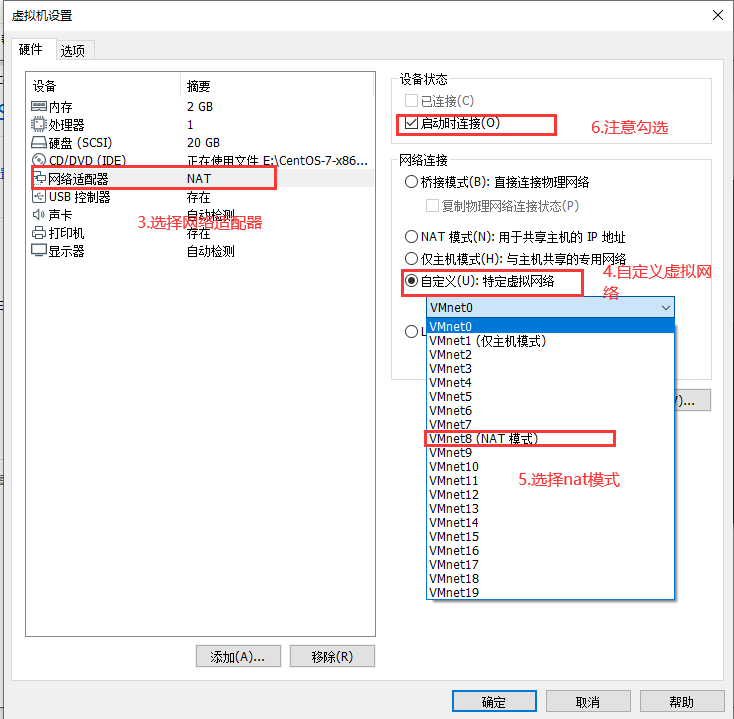 虚拟机设置
硬件 选项
设备 摘要
内存 2 GB
处理器 1
硬盘 (SCSI) 20 GB
CD/DVD (IDE) 正在使用文件 E:\CentOS-7-x86...
网络适配器 NAT
USB 控制器 存在
声卡 自动检测
3.选择网络适配器
打印机 存在
显示器 自动检测
添加(A)... 移除(R)
设备状态
已连接(C)
启动时连接(O)
6.注意勾选
网络连接
桥接模式(B): 直接连接物理网络
复制物理网络连接状态(P)
NAT 模式(N): 用于共享主机的 IP 地址
仅主机模式(H): 与主机共享的专用网络
自定义(U): 特定虚拟网络
4.自定义虚拟网
络
VMnet0
VMnet0
VMnet1 (仅主机模式)
VMnet2
VMnet3
VMnet4
VMnet5
VMnet6
VMnet7
VMnet8 (NAT 模式)
VMnet9
VMnet10
VMnet11
VMnet12
VMnet13
VMnet14
VMnet15
VMnet16
VMnet17
VMnet18
VMnet19
5.选择nat模式
确定 取消 帮助